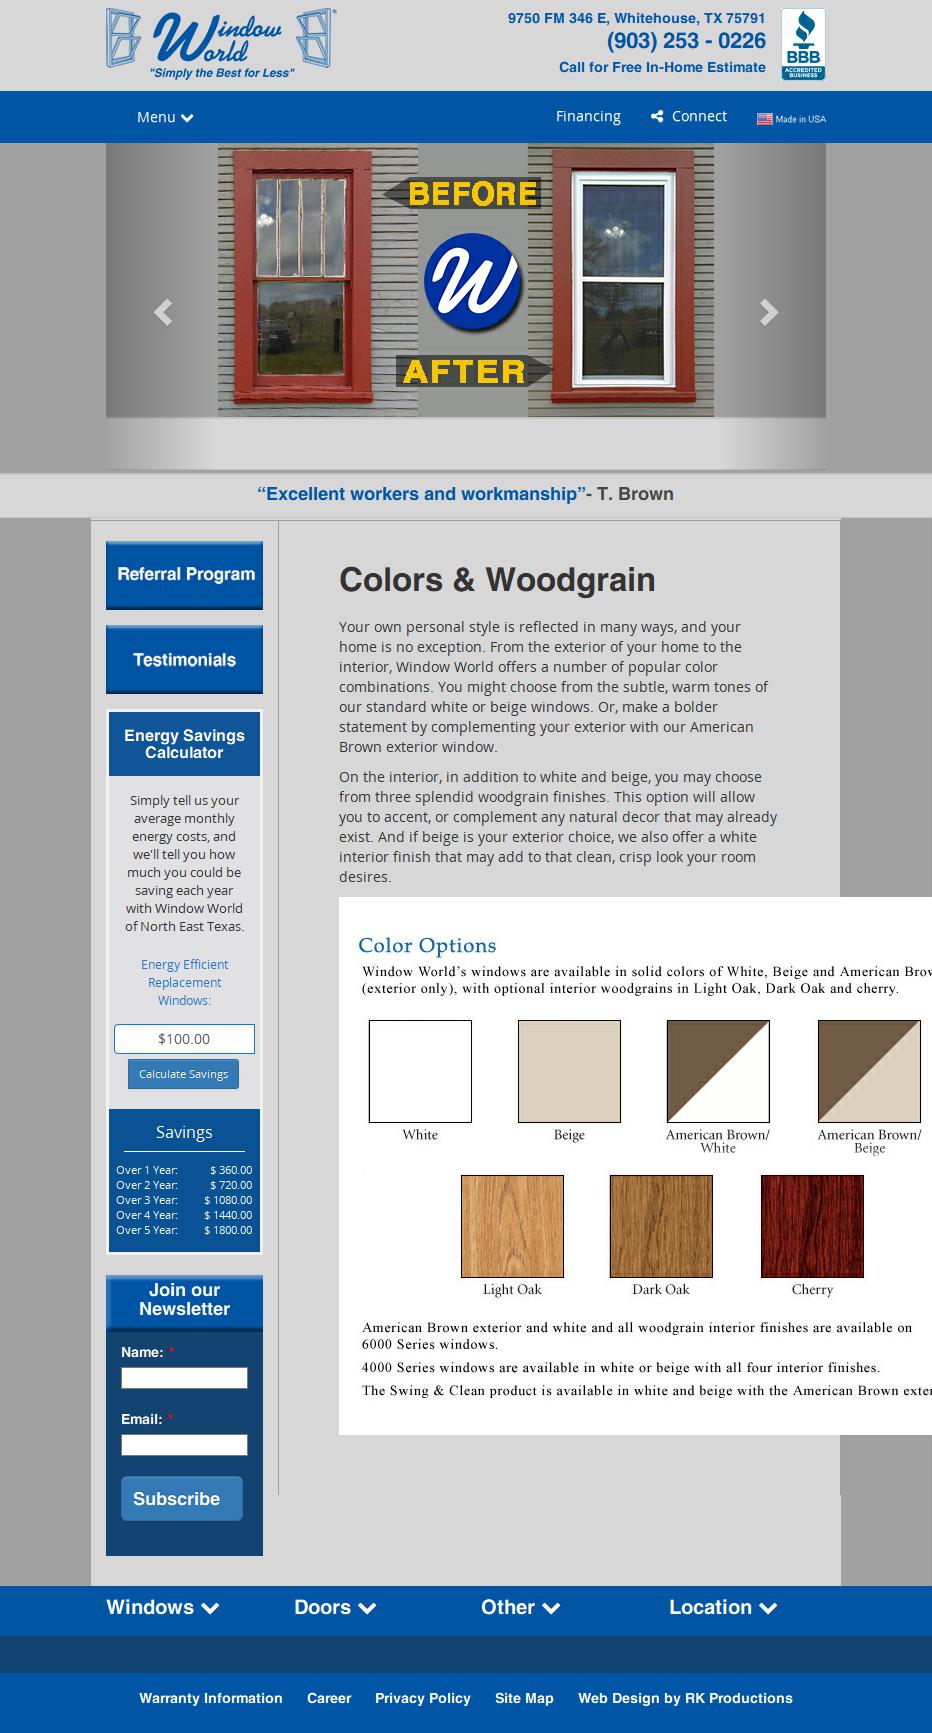 Window World
"Simply the Best for Less"
9750 FM 346 E, Whitehouse, TX 75791
(903) 253 - 0226
Call for Free In-Home Estimate
BBB
ACCREDITED
BUSINESS
Menu
Financing
Connect
Made in USA
BEFORE
W
AFTER
“Excellent workers and workmanship”- T. Brown
Referral Program
Testimonials
Energy Savings
Calculator
Simply tell us your
average monthly
energy costs, and
we'll tell you how
much you could be
saving each year
with Window World
of North East Texas.
Energy Efficient
Replacement
Windows:
$100.00
Calculate Savings
Savings
Over 1 Year: $ 360.00
Over 2 Year: $ 720.00
Over 3 Year: $ 1080.00
Over 4 Year: $ 1440.00
Over 5 Year: $ 1800.00
Join our
Newsletter
Name: *
Email: *
Subscribe
Colors & Woodgrain
Your own personal style is reflected in many ways, and your
home is no exception. From the exterior of your home to the
interior, Window World offers a number of popular color
combinations. You might choose from the subtle, warm tones of
our standard white or beige windows. Or, make a bolder
statement by complementing your exterior with our American
Brown exterior window.
On the interior, in addition to white and beige, you may choose
from three splendid woodgrain finishes. This option will allow
you to accent, or complement any natural decor that may already
exist. And if beige is your exterior choice, we also offer a white
interior finish that may add to that clean, crisp look your room
desires.
Color Options
Window World's windows are available in solid colors of White, Beige and American Brow
(exterior only), with optional interior woodgrains in Light Oak, Dark Oak and cherry.
White
Beige
American Brown/
White
American Brown/
Beige
Light Oak
Dark Oak
Cherry
American Brown exterior and white and all woodgrain interior finishes are available on
6000 Series windows.
4000 Series windows are available in white or beige with all four interior finishes.
The Swing & Clean product is available in white and beige with the American Brown exter
Windows
Doors
Other
Location
Warranty Information
Career
Privacy Policy
Site Map
Web Design by RK Productions